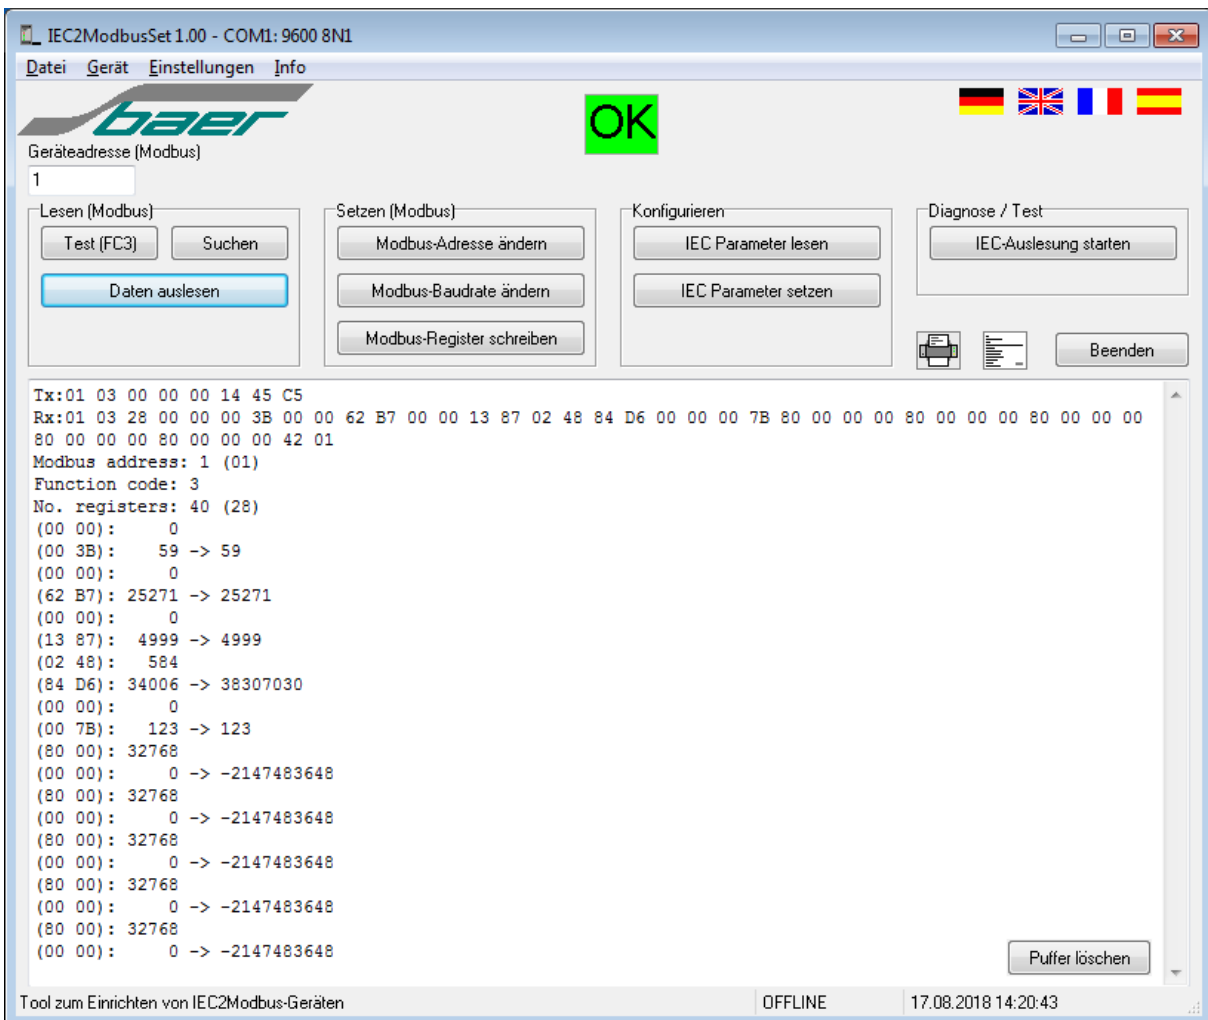 IEC2ModbusSet 1.00 - COM1: 9600 8N1
Datei Gerät Einstellungen Info
baer
OK
Geräteadresse (Modbus)
1
Lesen (Modbus) Setzen (Modbus) Konfigurieren Diagnose / Test
Test (FC3) Suchen Modbus-Adresse ändern IEC Parameter lesen IEC-Auslesung starten
Daten auslesen Modbus-Baudrate ändern IEC Parameter setzen
Modbus-Register schreiben Beenden
Tx:01 03 00 00 00 14 45 C5
Rx:01 03 28 00 00 00 3B 00 00 62 B7 00 00 13 87 02 48 84 D6 00 00 00 7B 80 00 00 00 80 00 00 00 80 00 00 00
80 00 00 00 80 00 00 00 42 01
Modbus address: 1 (01)
Function code: 3
No. registers: 40 (28)
(00 00):     0
(00 3B):    59 -> 59
(00 00):     0
(62 B7): 25271 -> 25271
(00 00):     0
(13 87):  4999 -> 4999
(02 48):   584
(84 D6): 34006 -> 38307030
(00 00):     0
(00 7B):   123 -> 123
(80 00): 32768
(00 00):     0 -> -2147483648
(80 00): 32768
(00 00):     0 -> -2147483648
(80 00): 32768
(00 00):     0 -> -2147483648
(80 00): 32768
(00 00):     0 -> -2147483648
(80 00): 32768
(00 00):     0 -> -2147483648
Puffer löschen
Tool zum Einrichten von IEC2Modbus-Geräten OFFLINE 17.08.2018 14:20:43